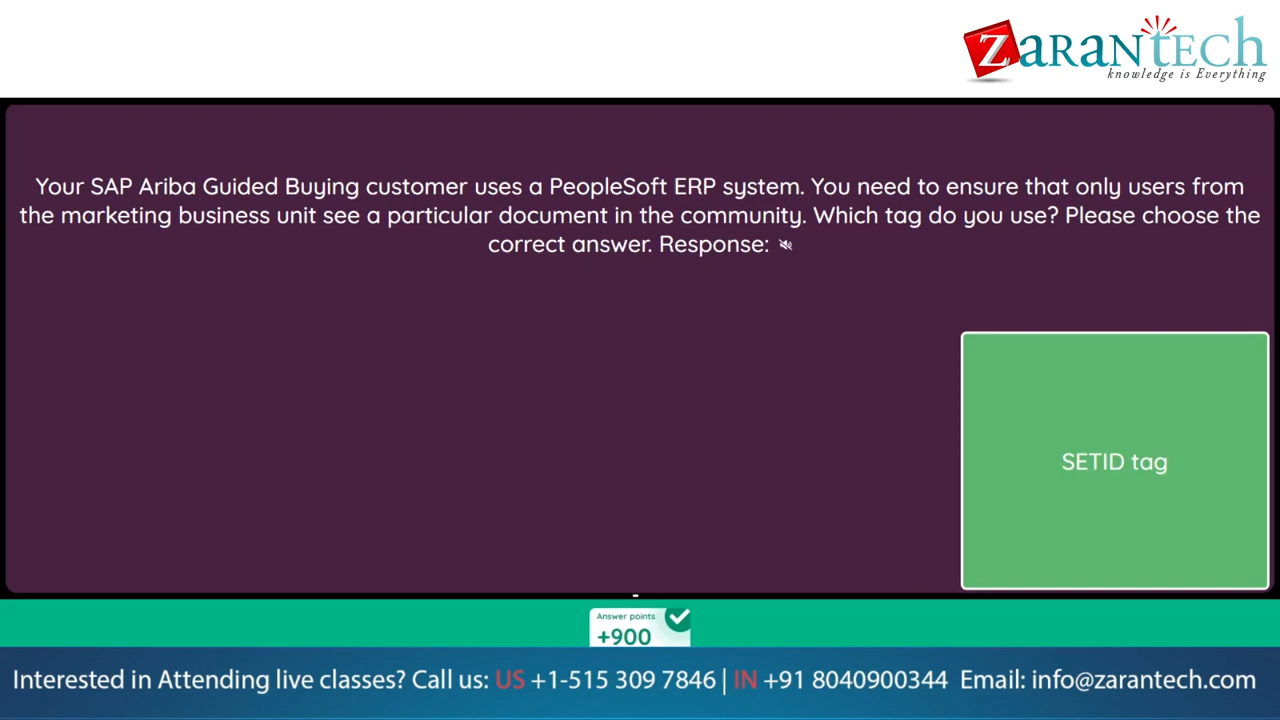 ZARANTECH
knowledge is Everything
Your SAP Ariba Guided Buying customer uses a PeopleSoft ERP system. You need to ensure that only users from
the marketing business unit see a particular document in the community. Which tag do you use? Please choose the
correct answer. Response:
SETID tag
Answer points
+900
Interested in Attending live classes? Call us: US +1-515 309 7846 | IN +91 8040900344 Email: info@zarantech.com